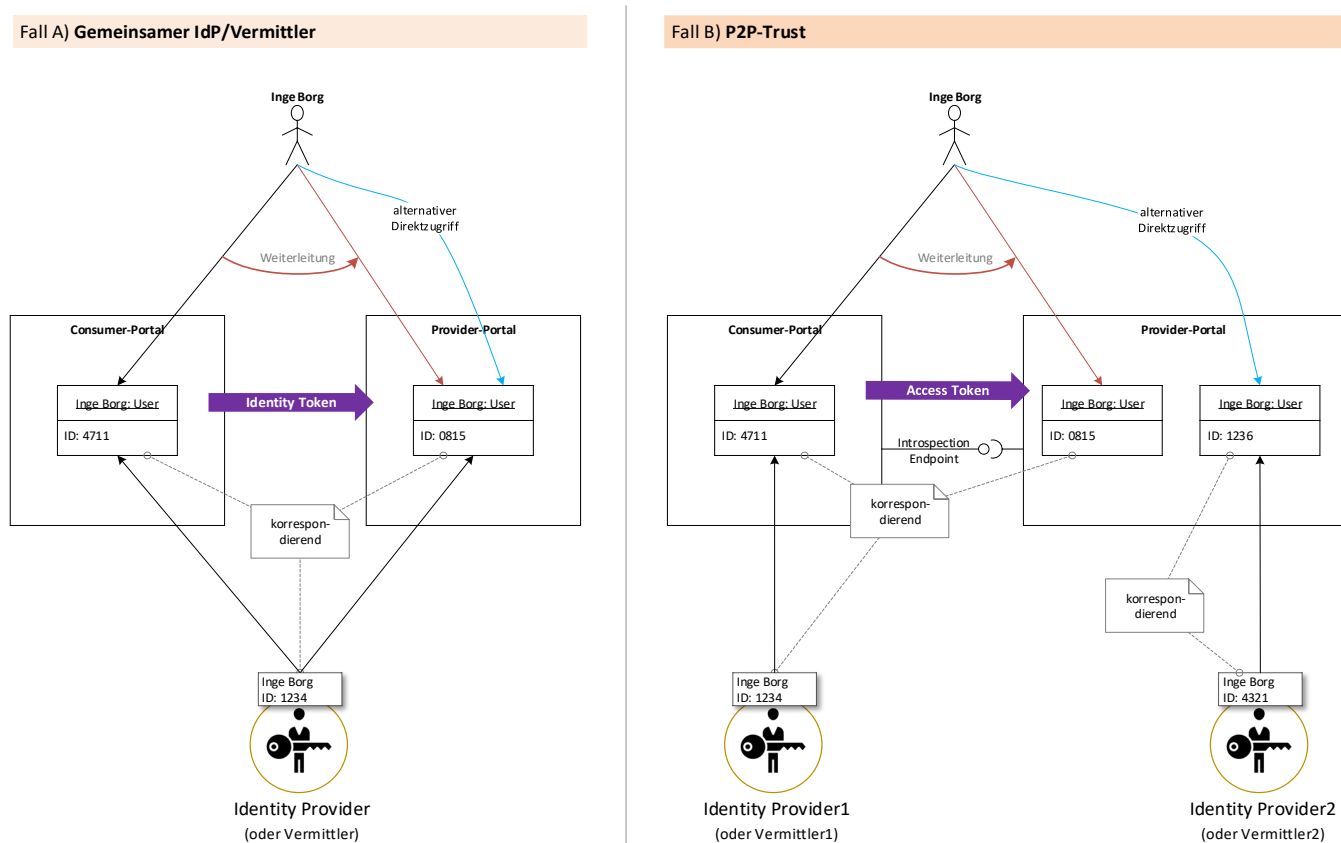 Fall A) Gemeinsamer IdP/Vermittler
Inge Borg
alternativer
Direktzugriff
Weiterleitung
Consumer-Portal
Provider-Portal
Inge Borg: User
ID: 4711
Identity Token
Inge Borg: User
ID: 0815
korrespon-
dierend
Inge Borg
ID: 1234
Identity Provider
(oder Vermittler)
Fall B) P2P-Trust
Inge Borg
alternativer
Direktzugriff
Weiterleitung
Consumer-Portal
Provider-Portal
Inge Borg: User
ID: 4711
Access Token
Inge Borg: User
ID: 0815
Inge Borg: User
ID: 1236
Introspection
Endpoint
korrespon-
dierend
korrespon-
dierend
Inge Borg
ID: 1234
Identity Provider1
(oder Vermittler1)
Inge Borg
ID: 4321
Identity Provider2
(oder Vermittler2)